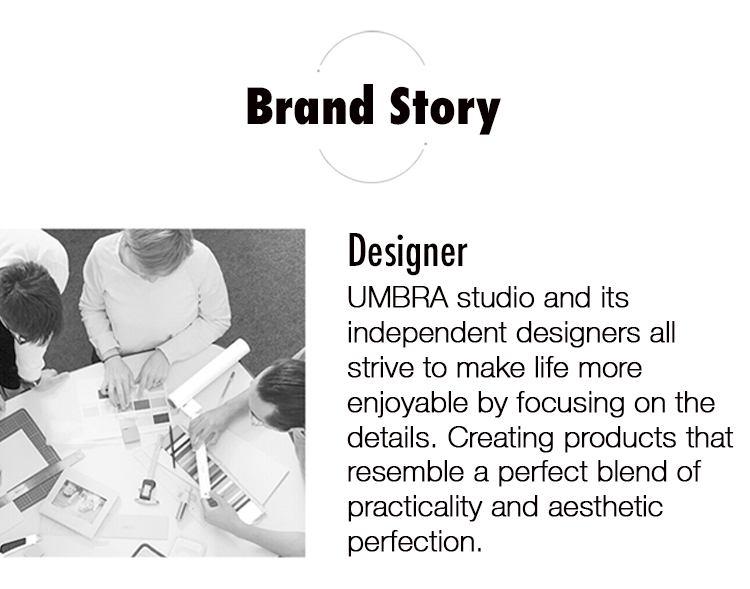 Brand Story
Designer
UMBRA studio and its
independent designers all
strive to make life more
enjoyable by focusing on the
details. Creating products that
resemble a perfect blend of
practicality and aesthetic
perfection.